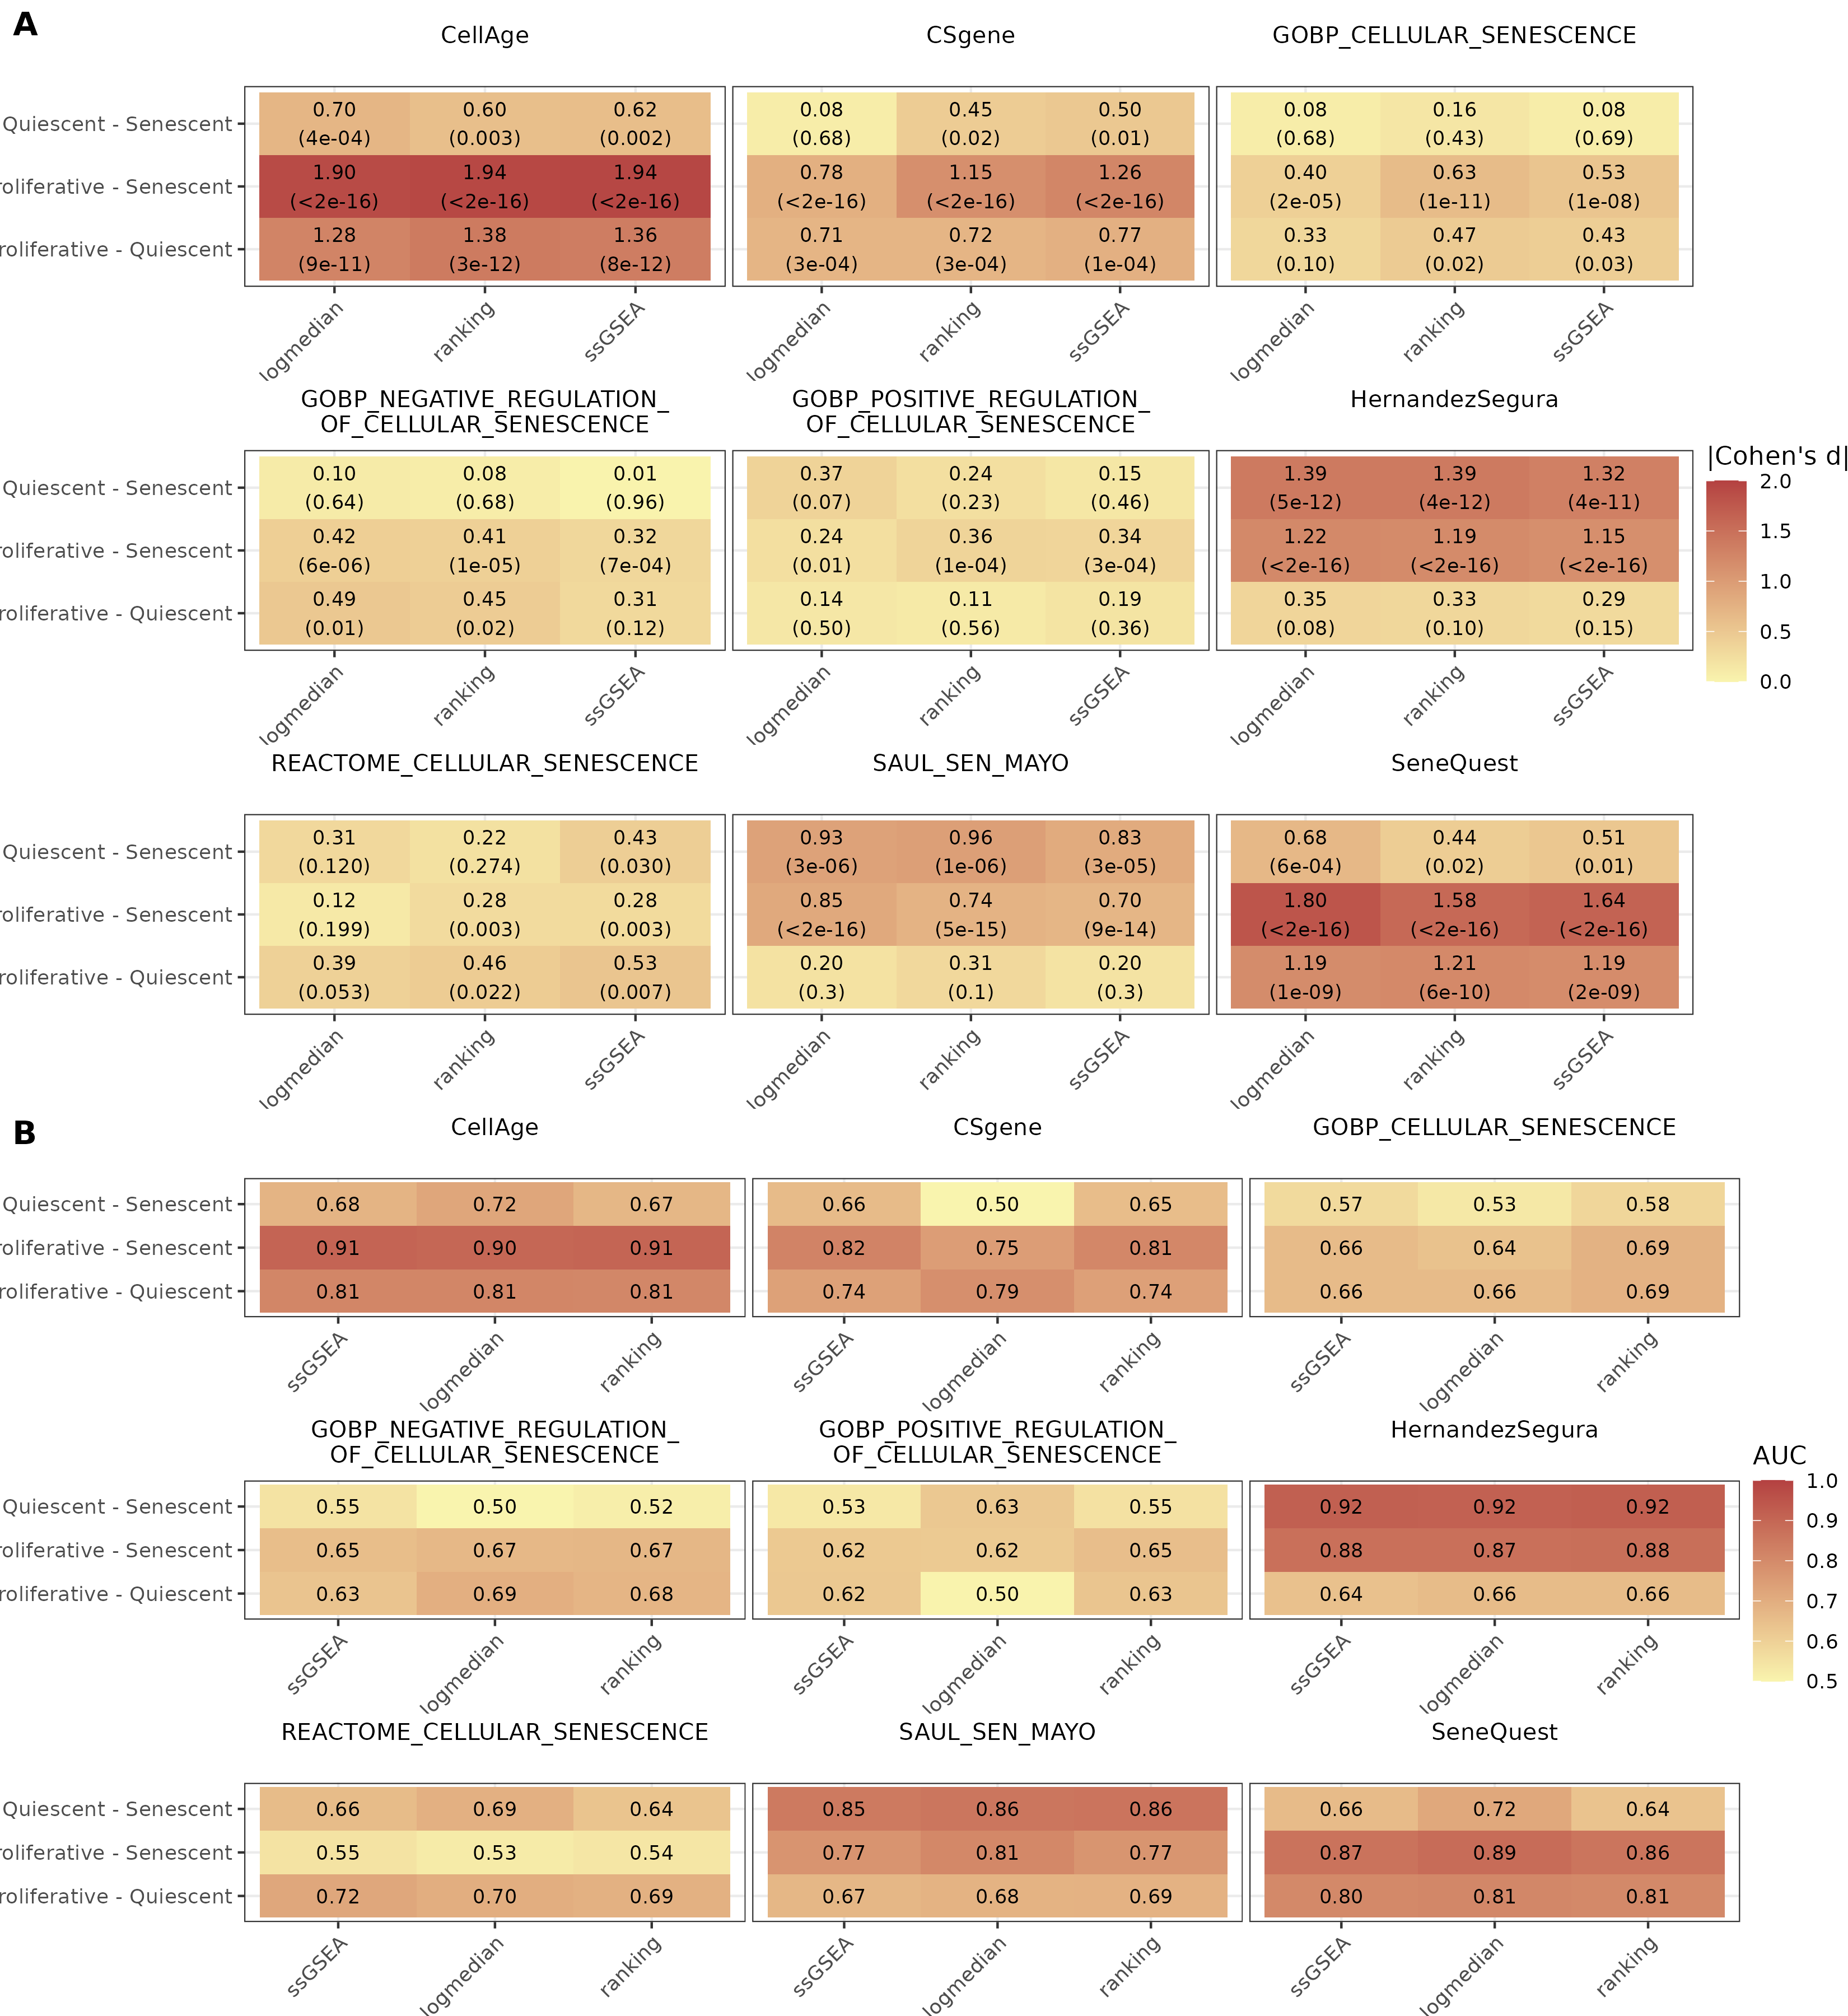 A
CellAge CSgene GOBP_CELLULAR_SENESCENCE
Quiescent - Senescent 0.70 0.60 0.62 0.08 0.45 0.50 0.08 0.16 0.08
(4e-04) (0.003) (0.002) (0.68) (0.02) (0.01) (0.68) (0.43) (0.69)
roliferative - Senescent 1.90 1.94 1.94 0.78 1.15 1.26 0.40 0.63 0.53
(<2e-16) (<2e-16) (<2e-16) (<2e-16) (<2e-16) (<2e-16) (2e-05) (1e-11) (1e-08)
roliferative - Quiescent 1.28 1.38 1.36 0.71 0.72 0.77 0.33 0.47 0.43
(9e-11) (3e-12) (8e-12) (3e-04) (3e-04) (1e-04) (0.10) (0.02) (0.03)
logmedian ranking ssGSEA logmedian ranking ssGSEA logmedian ranking ssGSEA
GOBP_NEGATIVE_REGULATION_ GOBP_POSITIVE_REGULATION_ HernandezSegura
OF_CELLULAR_SENESCENCE OF_CELLULAR_SENESCENCE
Quiescent - Senescent 0.10 0.08 0.01 0.37 0.24 0.15 1.39 1.39 1.32
(0.64) (0.68) (0.96) (0.07) (0.23) (0.46) (5e-12) (4e-12) (4e-11)
roliferative - Senescent 0.42 0.41 0.32 0.24 0.36 0.34 1.22 1.19 1.15
(6e-06) (1e-05) (7e-04) (0.01) (1e-04) (3e-04) (<2e-16) (<2e-16) (<2e-16)
roliferative - Quiescent 0.49 0.45 0.31 0.14 0.11 0.19 0.35 0.33 0.29
(0.01) (0.02) (0.12) (0.50) (0.56) (0.36) (0.08) (0.10) (0.15)
logmedian ranking ssGSEA logmedian ranking ssGSEA logmedian ranking ssGSEA
|Cohen's d|
2.0
1.5
1.0
0.5
0.0
REACTOME_CELLULAR_SENESCENCE SAUL_SEN_MAYO SeneQuest
Quiescent - Senescent 0.31 0.22 0.43 0.93 0.96 0.83 0.68 0.44 0.51
(0.120) (0.274) (0.030) (3e-06) (1e-06) (3e-05) (6e-04) (0.02) (0.01)
roliferative - Senescent 0.12 0.28 0.28 0.85 0.74 0.70 1.80 1.58 1.64
(0.199) (0.003) (0.003) (<2e-16) (5e-15) (9e-14) (<2e-16) (<2e-16) (<2e-16)
roliferative - Quiescent 0.39 0.46 0.53 0.20 0.31 0.20 1.19 1.21 1.19
(0.053) (0.022) (0.007) (0.3) (0.1) (0.3) (1e-09) (6e-10) (2e-09)
logmedian ranking ssGSEA logmedian ranking ssGSEA logmedian ranking ssGSEA
B
CellAge CSgene GOBP_CELLULAR_SENESCENCE
Quiescent - Senescent 0.68 0.72 0.67 0.66 0.50 0.65 0.57 0.53 0.58
roliferative - Senescent 0.91 0.90 0.91 0.82 0.75 0.81 0.66 0.64 0.69
roliferative - Quiescent 0.81 0.81 0.81 0.74 0.79 0.74 0.66 0.66 0.69
ssGSEA logmedian ranking ssGSEA logmedian ranking ssGSEA logmedian ranking
GOBP_NEGATIVE_REGULATION_ GOBP_POSITIVE_REGULATION_ HernandezSegura
OF_CELLULAR_SENESCENCE OF_CELLULAR_SENESCENCE
Quiescent - Senescent 0.55 0.50 0.52 0.53 0.63 0.55 0.92 0.92 0.92
roliferative - Senescent 0.65 0.67 0.67 0.62 0.62 0.65 0.88 0.87 0.88
roliferative - Quiescent 0.63 0.69 0.68 0.62 0.50 0.63 0.64 0.66 0.66
ssGSEA logmedian ranking ssGSEA logmedian ranking ssGSEA logmedian ranking
AUC
1.0
0.9
0.8
0.7
0.6
0.5
REACTOME_CELLULAR_SENESCENCE SAUL_SEN_MAYO SeneQuest
Quiescent - Senescent 0.66 0.69 0.64 0.85 0.86 0.86 0.66 0.72 0.64
roliferative - Senescent 0.55 0.53 0.54 0.77 0.81 0.77 0.87 0.89 0.86
roliferative - Quiescent 0.72 0.70 0.69 0.67 0.68 0.69 0.80 0.81 0.81
ssGSEA logmedian ranking ssGSEA logmedian ranking ssGSEA logmedian ranking